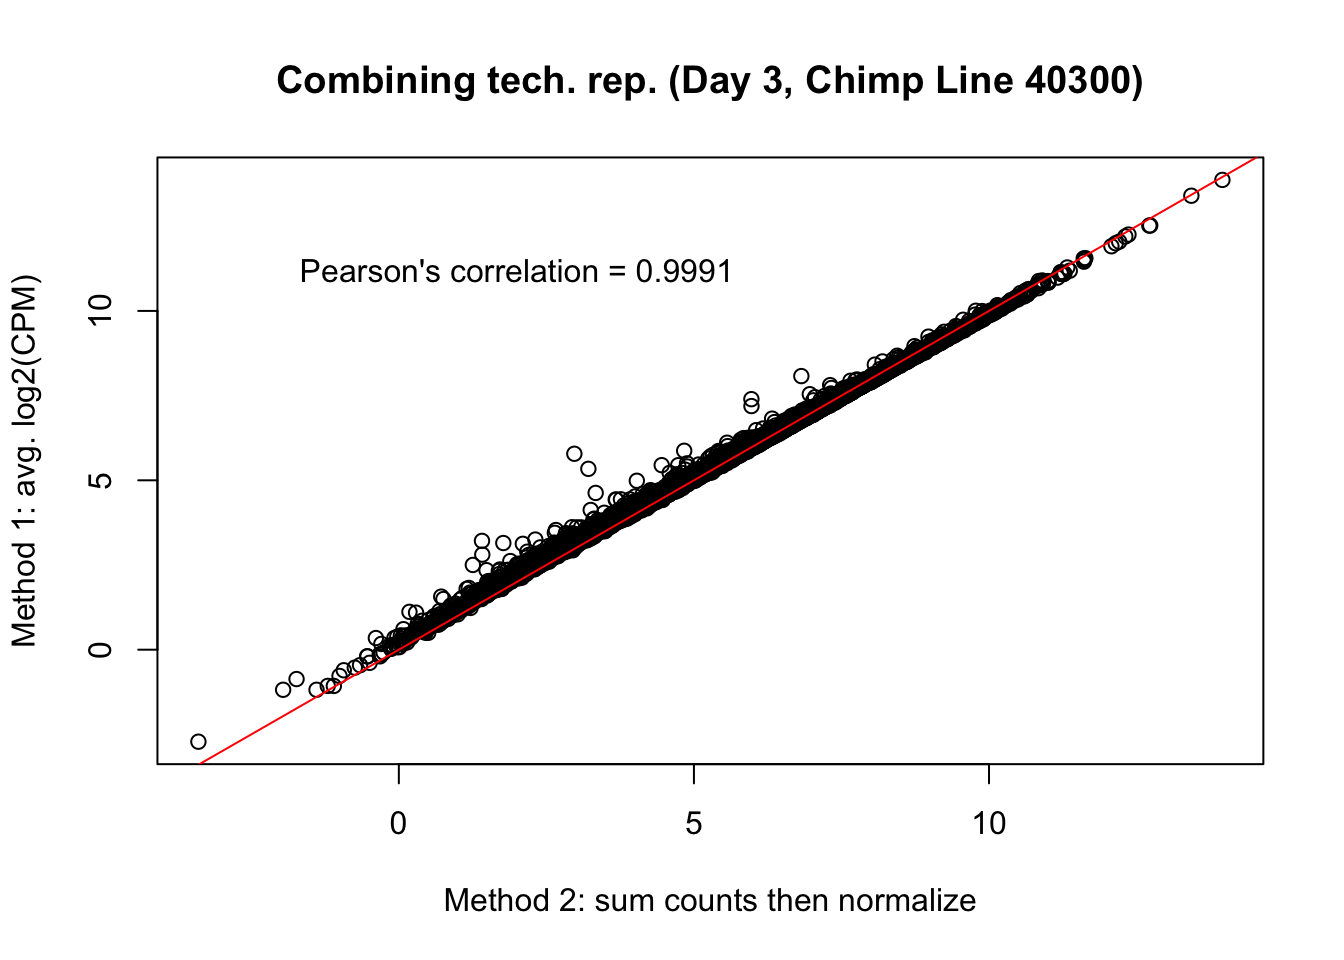 Combining tech. rep. (Day 3, Chimp Line 40300)
Pearson's correlation = 0.9991
Method 1: avg. log2(CPM)
10
5
0
0 5 10
Method 2: sum counts then normalize